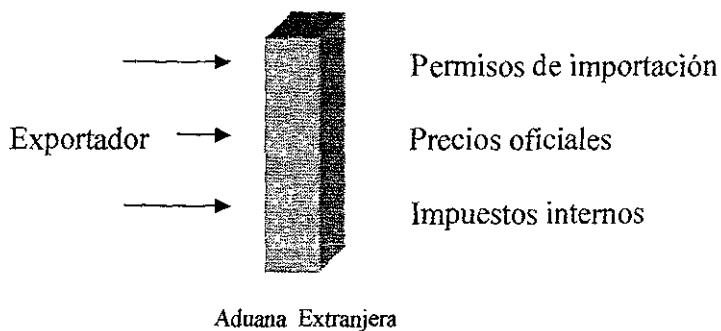 Permisos de importación
Exportador Precios oficiales
Impuestos internos
Aduana Extranjera